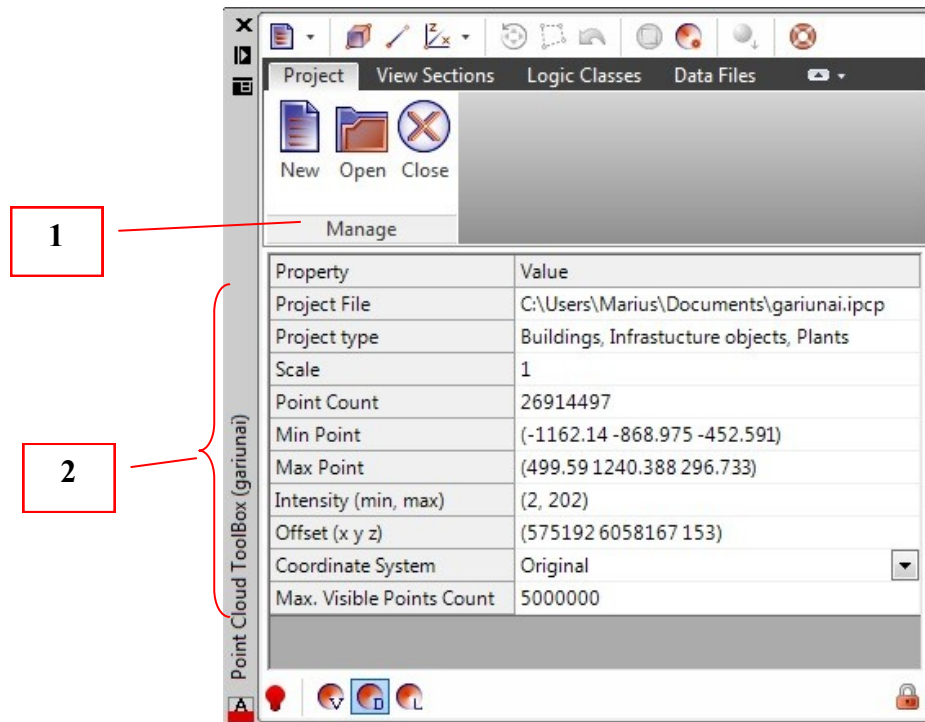 Project View Sections Logic Classes Data Files
New Open Close
1
Manage
Property Value
Project File C:\Users\Marius\Documents\gariunai.ipcp
Project type Buildings, Infrastucture objects, Plants
Scale 1
Point Count 26914497
Min Point (-1162.14 -868.975 -452.591)
Max Point (499.59 1240.388 296.733)
2
Intensity (min, max) (2, 202)
Offset (x y z) (575192 6058167 153)
Coordinate System Original
Max. Visible Points Count 5000000
Point Cloud ToolBox (gariunai)
Z
x
V D L
A